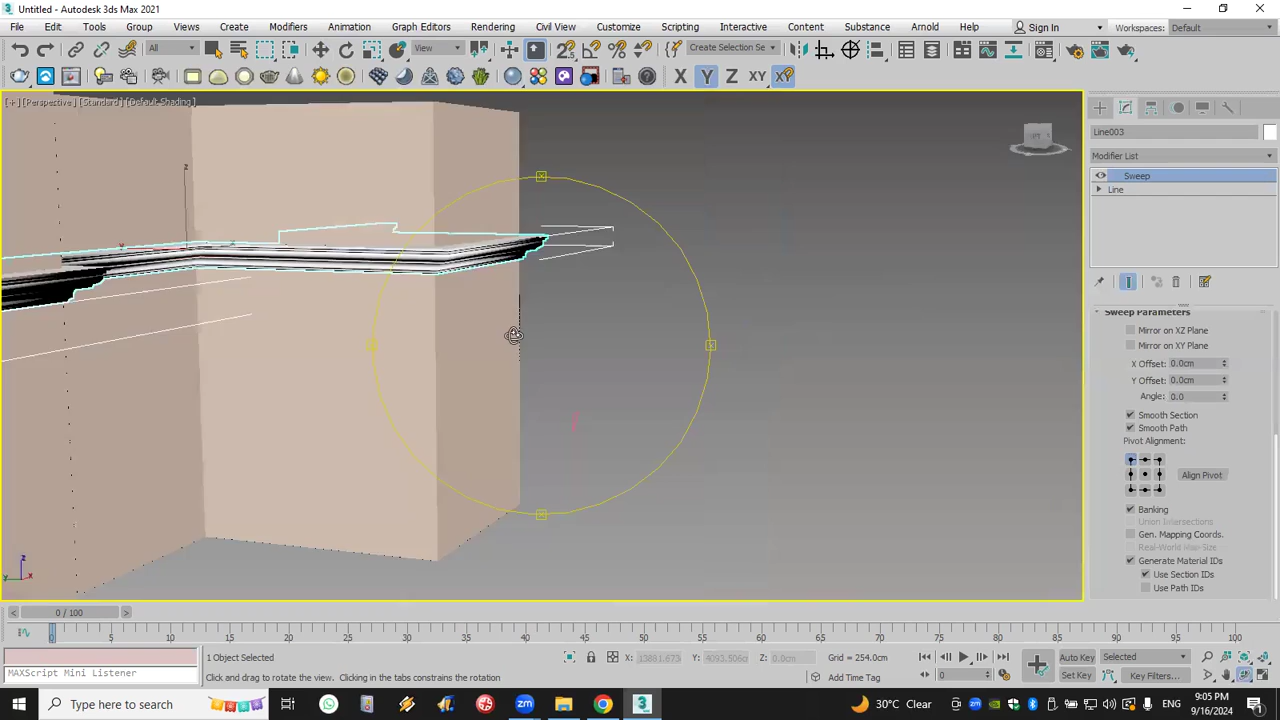 Untitled - Autodesk 3ds Max 2021
File Edit Tools Group Views Create Modifiers Animation Graph Editors Rendering Civil View Customize Scripting Interactive Content Substance Arnold Help Sign In Workspaces: Default
All View Create Selection Se
X Y Z XY XY
[+] [Perspective] [Standard] [Default Shading]
Line003
Modifier List
Sweep
Line
Sweep Parameters
Mirror on XZ Plane
Mirror on XY Plane
X Offset: 0.0cm
Y Offset: 0.0cm
Angle: 0.0
Smooth Section
Smooth Path
Pivot Alignment:
Align Pivot
Banking
Union Intersections
Gen. Mapping Coords.
Real-World Map Size
Generate Material IDs
Use Section IDs
Use Path IDs
z
z
y x
< 0 / 100 >
0 5 10 15 20 25 30 35 40 45 50 55 60 65 70 75 80 85 90 95 100
1 Object Selected
X: 13881.673 Y: 4093.506c Z: 0.0cm Grid = 254.0cm
Auto Key Selected
MAXScript Mini Listener
Click and drag to rotate the view. Clicking in the tabs constrains the rotation.
Add Time Tag
0
Set Key Key Filters...
Type here to search
30°C Clear
ENG
9:05 PM
9/16/2024